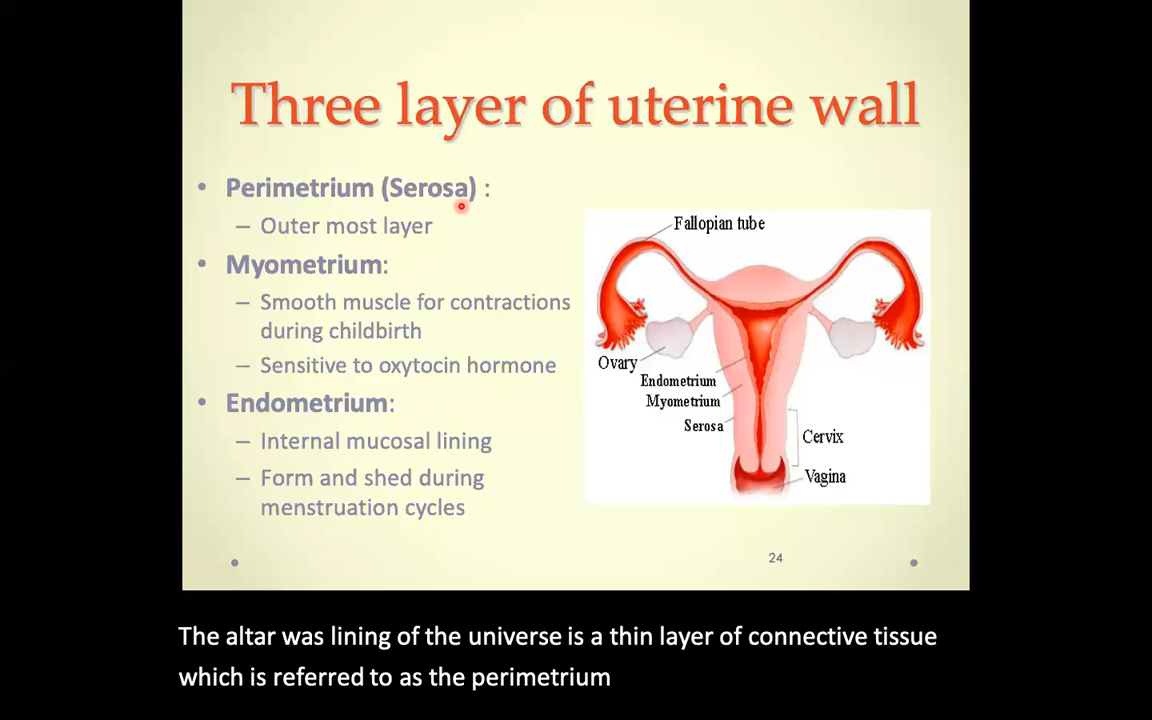 Three layer of uterine wall
• Perimetrium (Serosa) :
– Outer most layer
• Myometrium:
– Smooth muscle for contractions
during childbirth
– Sensitive to oxytocin hormone
• Endometrium:
– Internal mucosal lining
– Form and shed during
menstruation cycles
Fallopian tube
Ovary
Endometrium
Myometrium
Serosa
Cervix
Vagina
24
The altar was lining of the universe is a thin layer of connective tissue
which is referred to as the perimetrium